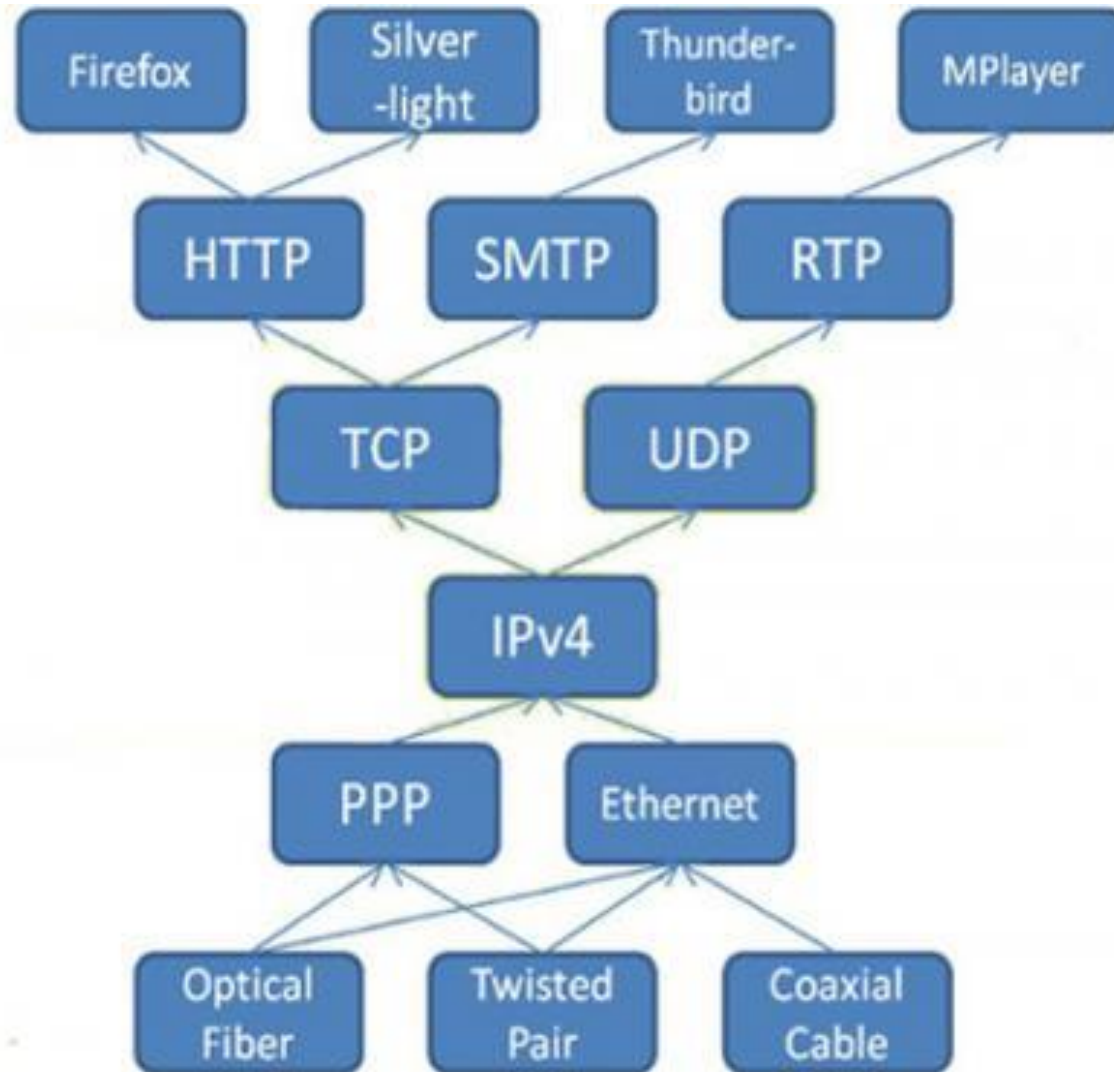 Firefox
Silver
-light
Thunder-
bird
MPlayer
HTTP
SMTP
RTP
TCP
UDP
IPv4
PPP
Ethernet
Optical
Fiber
Twisted
Pair
Coaxial
Cable